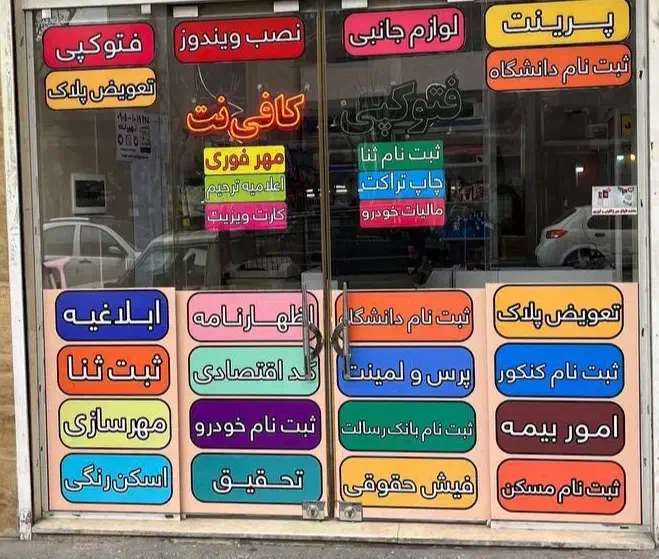 پرینت
لوازم جانبی
نصب ویندوز
فتوکپی
ثبت نام دانشگاه
تعویض پلاک
فتوکپی
کافی نت
ثبت نام ثنا
چاپ تراکت
مالیات خودرو
مهر فوری
اعلامیه ترحیم
کارت ویزیت
تعویض پلاک
ثبت نام دانشگاه
اظهارنامه
ابلاغیه
ثبت نام کنکور
پرس و لمینت
کد اقتصادی
ثبت ثنا
امور بیمه
ثبت نام بانک رسالت
ثبت نام خودرو
مهرسازی
ثبت نام مسکن
فیش حقوقی
تحقیق
اسکن رنگی